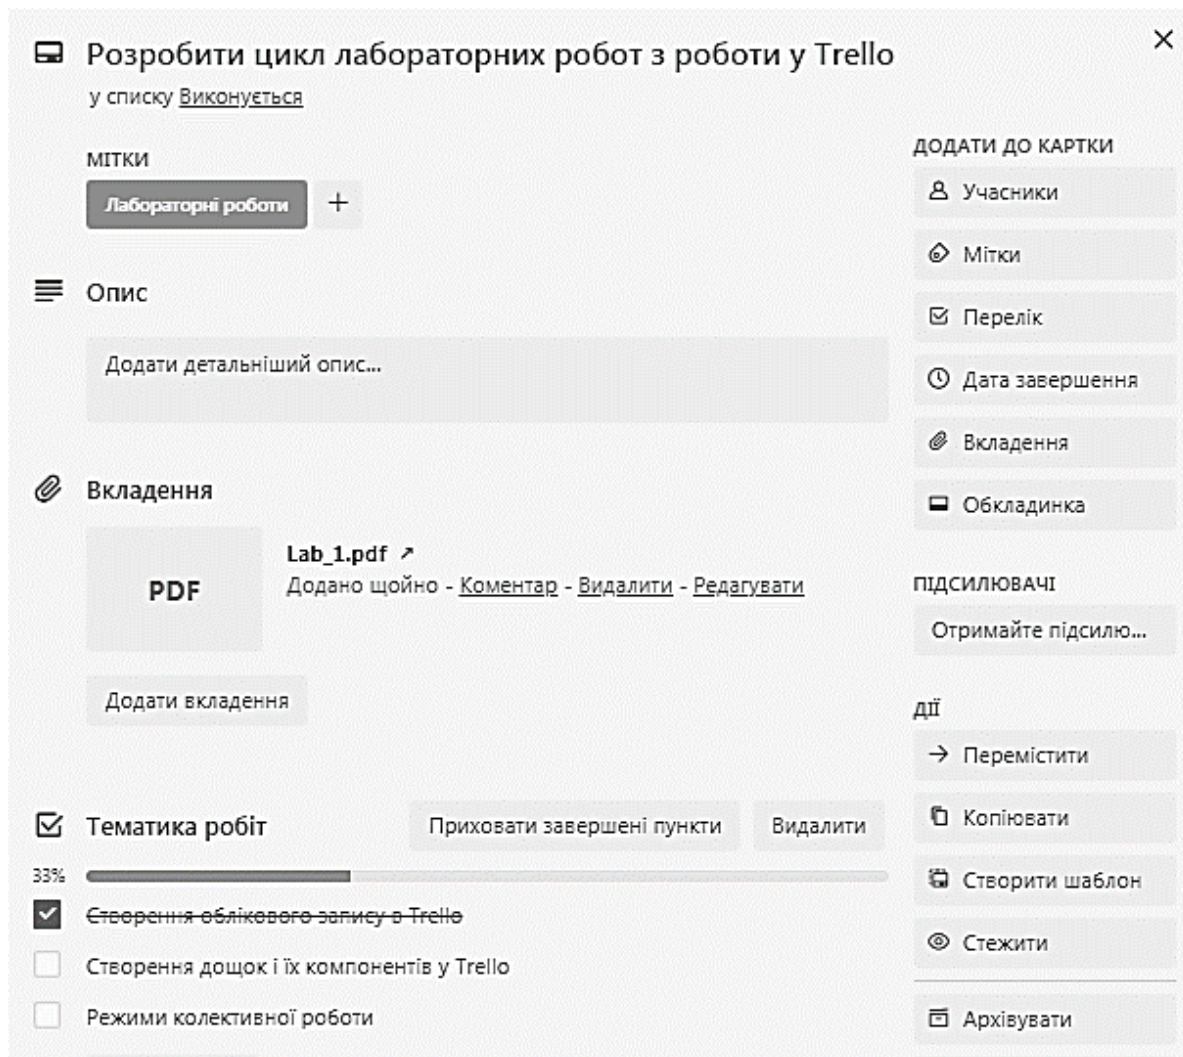 Розробити цикл лабораторних робот з роботи у Trello
у списку Виконується
МІТКИ
Лабораторні роботи
Опис
Додати детальніший опис...
Вкладення
PDF
Lab_1.pdf ↗
Додано щойно - Коментар - Видалити - Редагувати
Додати вкладення
Тематика робіт
Приховати завершені пункти
Видалити
33%
Створення облікового запису в Trello
Створення дощок і їх компонентів у Trello
Режими колективної роботи
ДОДАТИ ДО КАРТКИ
Учасники
Мітки
Перелік
Дата завершення
Вкладення
Обкладинка
ПІДСИЛЮВАЧІ
Отримайте підсилю...
ДІЇ
Перемістити
Копіювати
Створити шаблон
Стежити
Архівувати